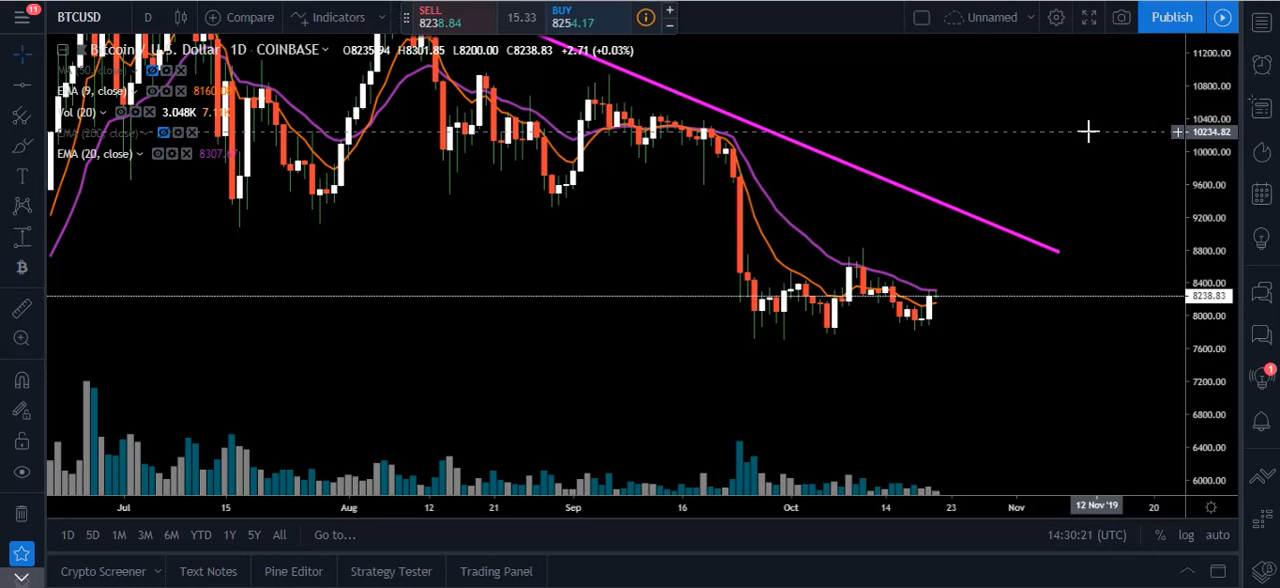 11
BTCUSD D Compare Indicators SELL 8238.84 15.33 BUY 8254.17 Unnamed Publish
Bitcoin / U.S. Dollar 1D COINBASE H8301.85 L8200.00 C8238.83 +2.71 (+0.03%)
EMA (9, close)
Vol (20) 3.048K
EMA (200, close)
EMA (20, close)
11200.00
10800.00
10400.00
10234.82
10000.00
9600.00
9200.00
8800.00
8400.00
8238.83
8000.00
7600.00
7200.00
6800.00
6400.00
6000.00
1
Jul 15 Aug 12 21 Sep 16 Oct 14 23 Nov 12 Nov '19 20
1D 5D 1M 3M 6M YTD 1Y 5Y All Go to... 14:30:21 (UTC) % log auto
Crypto Screener Text Notes Pine Editor Strategy Tester Trading Panel